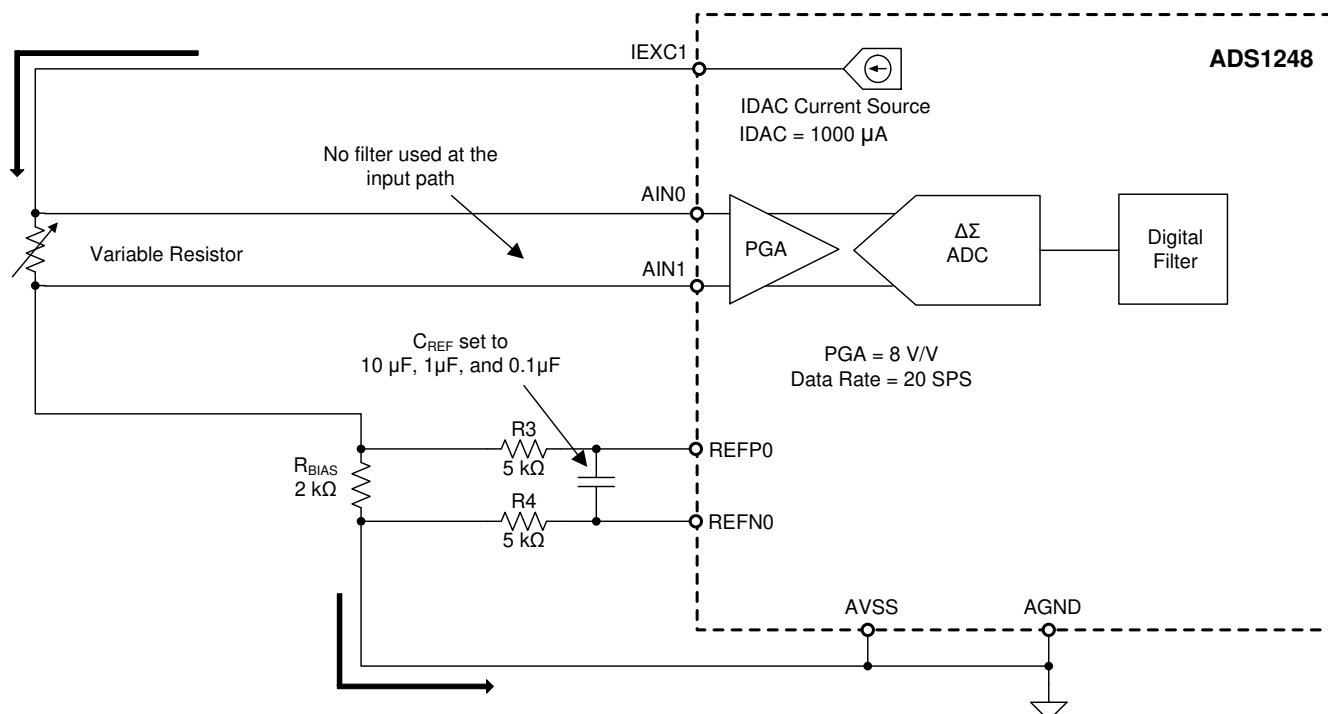 IEXC1
ADS1248
IDAC Current Source
IDAC = 1000 µA
No filter used at the
input path
AIN0
Variable Resistor
PGA
ΔΣ
ADC
Digital
Filter
AIN1
CREF set to
10 µF, 1µF, and 0.1µF
PGA = 8 V/V
Data Rate = 20 SPS
R3
5 kΩ
REFP0
RBIAS
2 kΩ
R4
5 kΩ
REFN0
AVSS
AGND